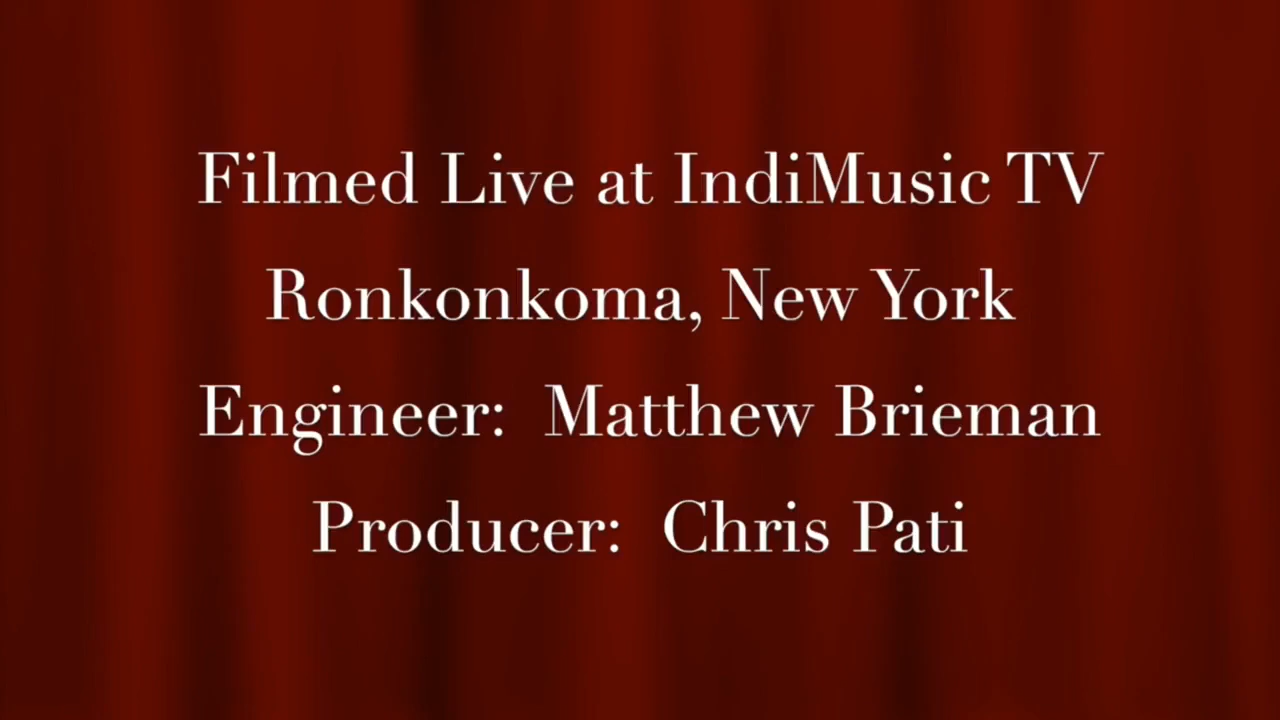 Filmed Live at IndiMusic TV
Ronkonkoma, New York
Engineer:  Matthew Brieman
Producer:  Chris Pati